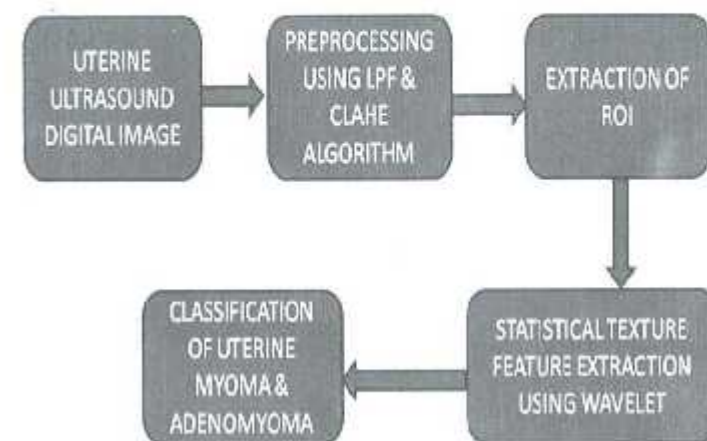 UTERINE
ULTRASOUND
DIGITAL IMAGE
PREPROCESSING
USING LPF &
CLAHE
ALGORITHM
EXTRACTION OF
ROI
STATISTICAL TEXTURE
FEATURE EXTRACTION
USING WAVELET
CLASSIFICATION
OF UTERINE
MYOMA &
ADENOMYOMA